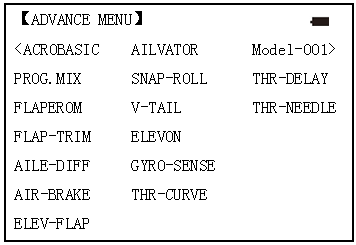 【ADVANCE MENU】
<ACROBASIC AILVATOR Model-001>
PROG.MIX SNAP-ROLL THR-DELAY
FLAPEROM V-TAIL THR-NEEDLE
FLAP-TRIM ELEVON
AILE-DIFF GYRO-SENSE
AIR-BRAKE THR-CURVE
ELEV-FLAP